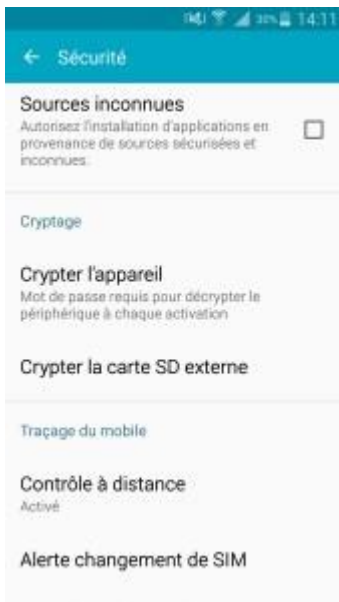 14:11
Sécurité
Sources inconnues
Autorisez l'installation d'applications en
provenance de sources sécurisées et
inconnues.
Cryptage
Crypter l'appareil
Mot de passe requis pour décrypter le
périphérique à chaque activation
Crypter la carte SD externe
Traçage du mobile
Contrôle à distance
Activé
Alerte changement de SIM